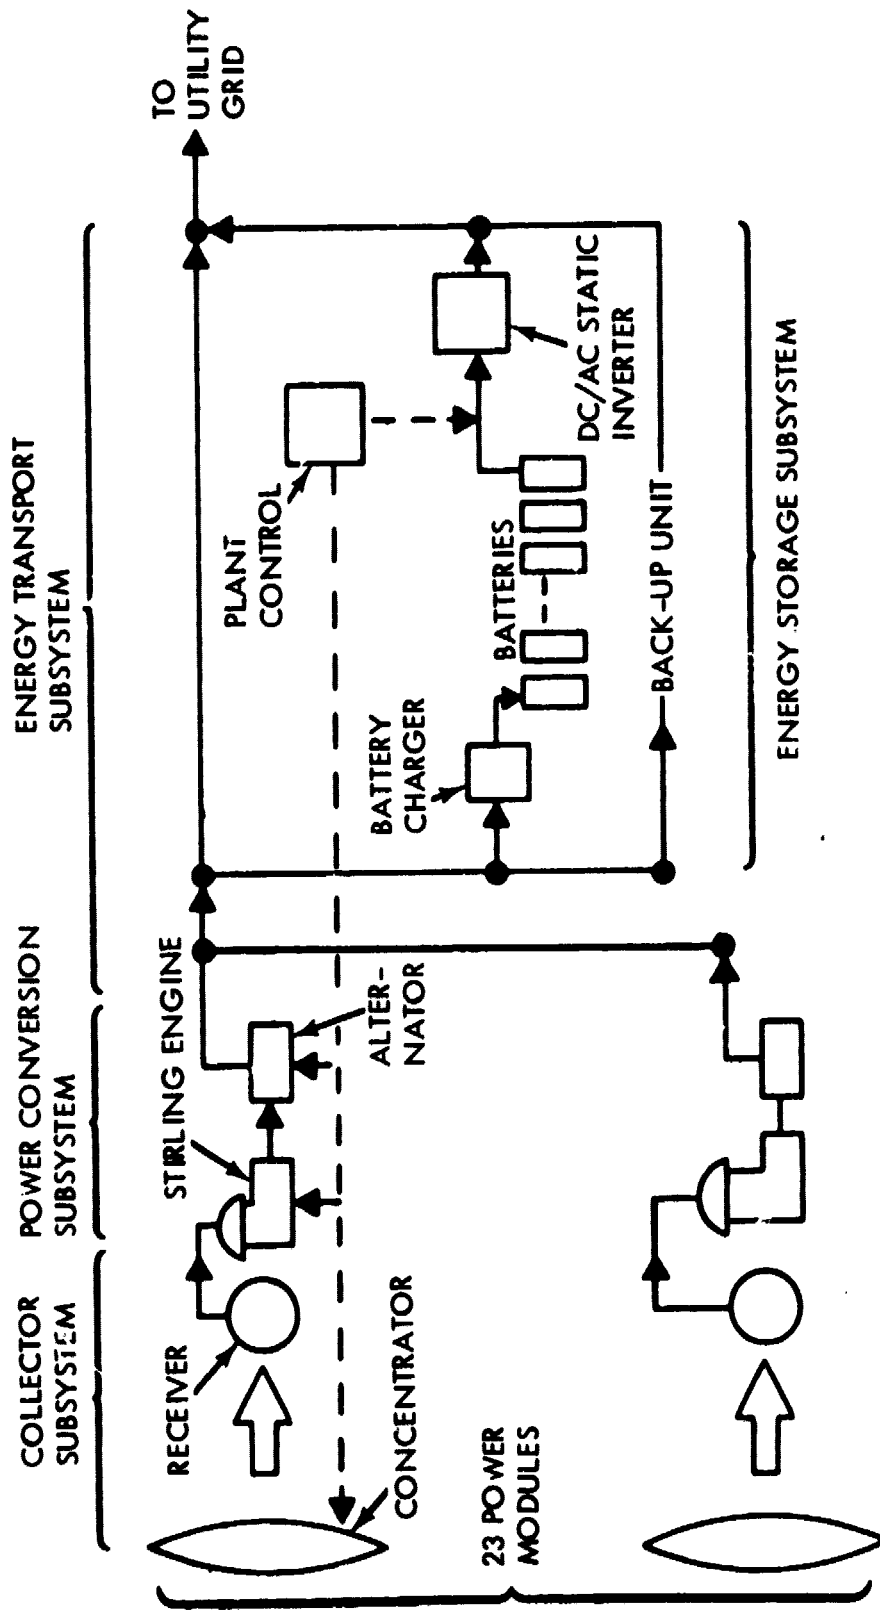 COLLECTOR
SUBSYSTEM
POWER CONVERSION
SUBSYSTEM
ENERGY TRANSPORT
SUBSYSTEM
TO
UTILITY
GRID
RECEIVER
STIRLING ENGINE
ALTER-
NATOR
PLANT
CONTROL
CONCENTRATOR
BATTERY
CHARGER
BATTERIES
DC/AC STATIC
INVERTER
23 POWER
MODULES
BACK-UP UNIT
ENERGY STORAGE SUBSYSTEM